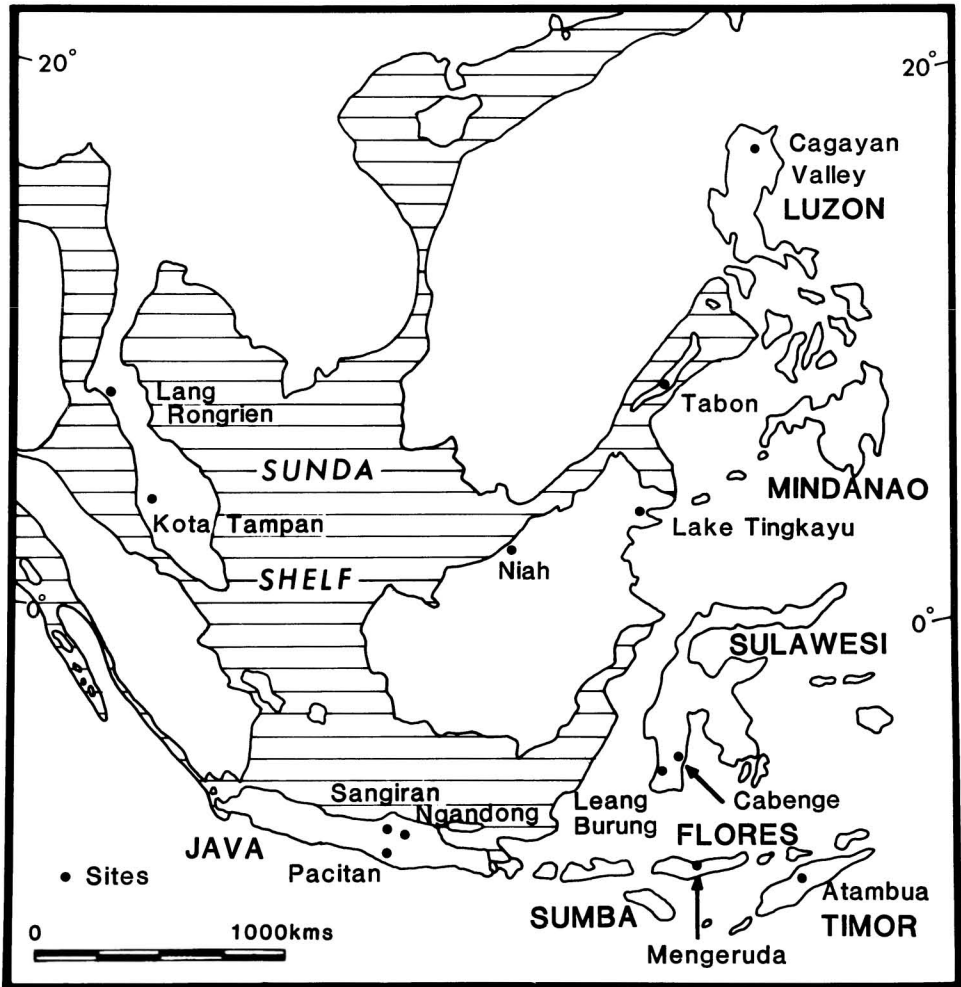 20°
20°
Cagayan
Valley
LUZON
Lang
Rongrien
Tabon
SUNDA
MINDANAO
Kota Tampan
Lake Tingkayu
Niah
SHELF
0°
0°
SULAWESI
Sangiran
Ngandong
Leang
Burung
Cabenge
FLORES
JAVA
Pacitan
Sites
Atambua
SUMBA
TIMOR
0 1000kms
Mengeruda